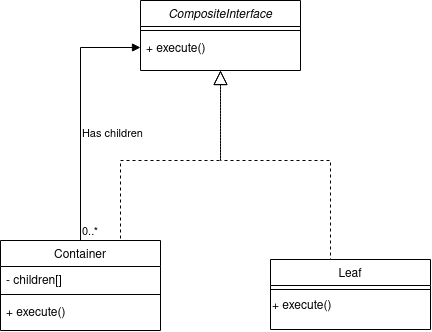 CompositeInterface
+ execute()
Has children
0..*
Container
- children[]
+ execute()
Leaf
+ execute()